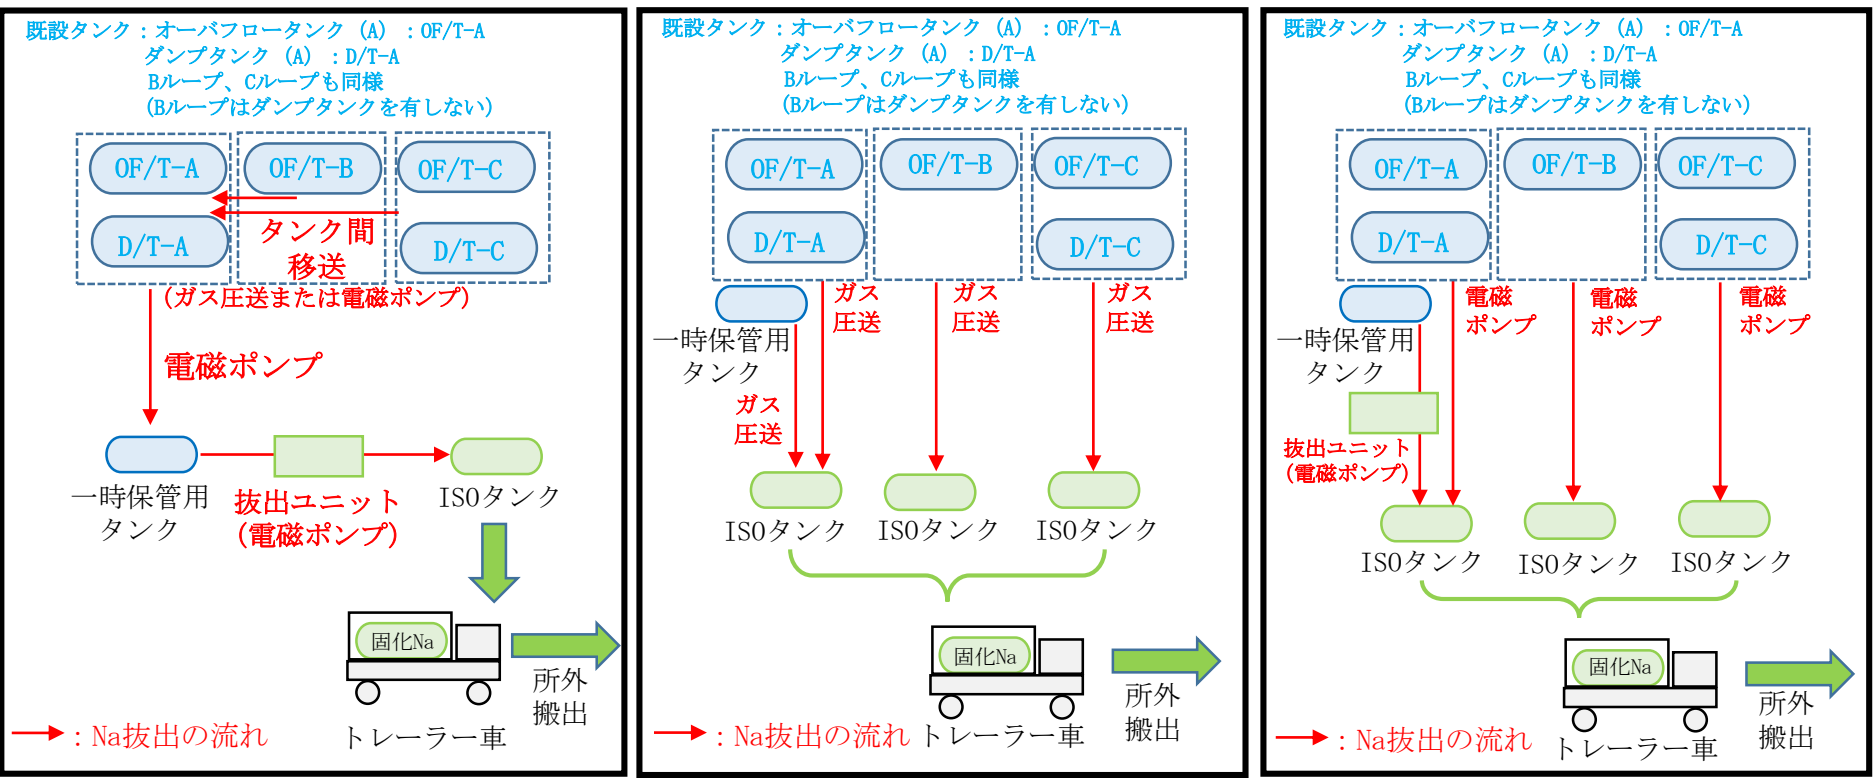 既設タンク：オーバフロータンク（A）：OF/T-A
ダンプタンク（A）：D/T-A
Bループ、Cループも同様
(Bループはダンプタンクを有しない)
OF/T-A
OF/T-B
OF/T-C
D/T-A
タンク間
移送
D/T-C
(ガス圧送または電磁ポンプ)
電磁ポンプ
一時保管用
タンク
抜出ユニット
(電磁ポンプ)
ISOタンク
固化Na
所外
搬出
トレーラー車
：Na抜出の流れ
既設タンク：オーバフロータンク（A）：OF/T-A
ダンプタンク（A）：D/T-A
Bループ、Cループも同様
(Bループはダンプタンクを有しない)
OF/T-A
OF/T-B
OF/T-C
D/T-A
D/T-C
一時保管用
タンク
ガス
圧送
ガス
圧送
ガス
圧送
ガス
圧送
ISOタンク
ISOタンク
ISOタンク
固化Na
所外
搬出
トレーラー車
：Na抜出の流れ
既設タンク：オーバフロータンク（A）：OF/T-A
ダンプタンク（A）：D/T-A
Bループ、Cループも同様
(Bループはダンプタンクを有しない)
OF/T-A
OF/T-B
OF/T-C
D/T-A
D/T-C
一時保管用
タンク
電磁
ポンプ
電磁
ポンプ
電磁
ポンプ
抜出ユニット
(電磁ポンプ)
ISOタンク
ISOタンク
ISOタンク
固化Na
所外
搬出
トレーラー車
：Na抜出の流れ